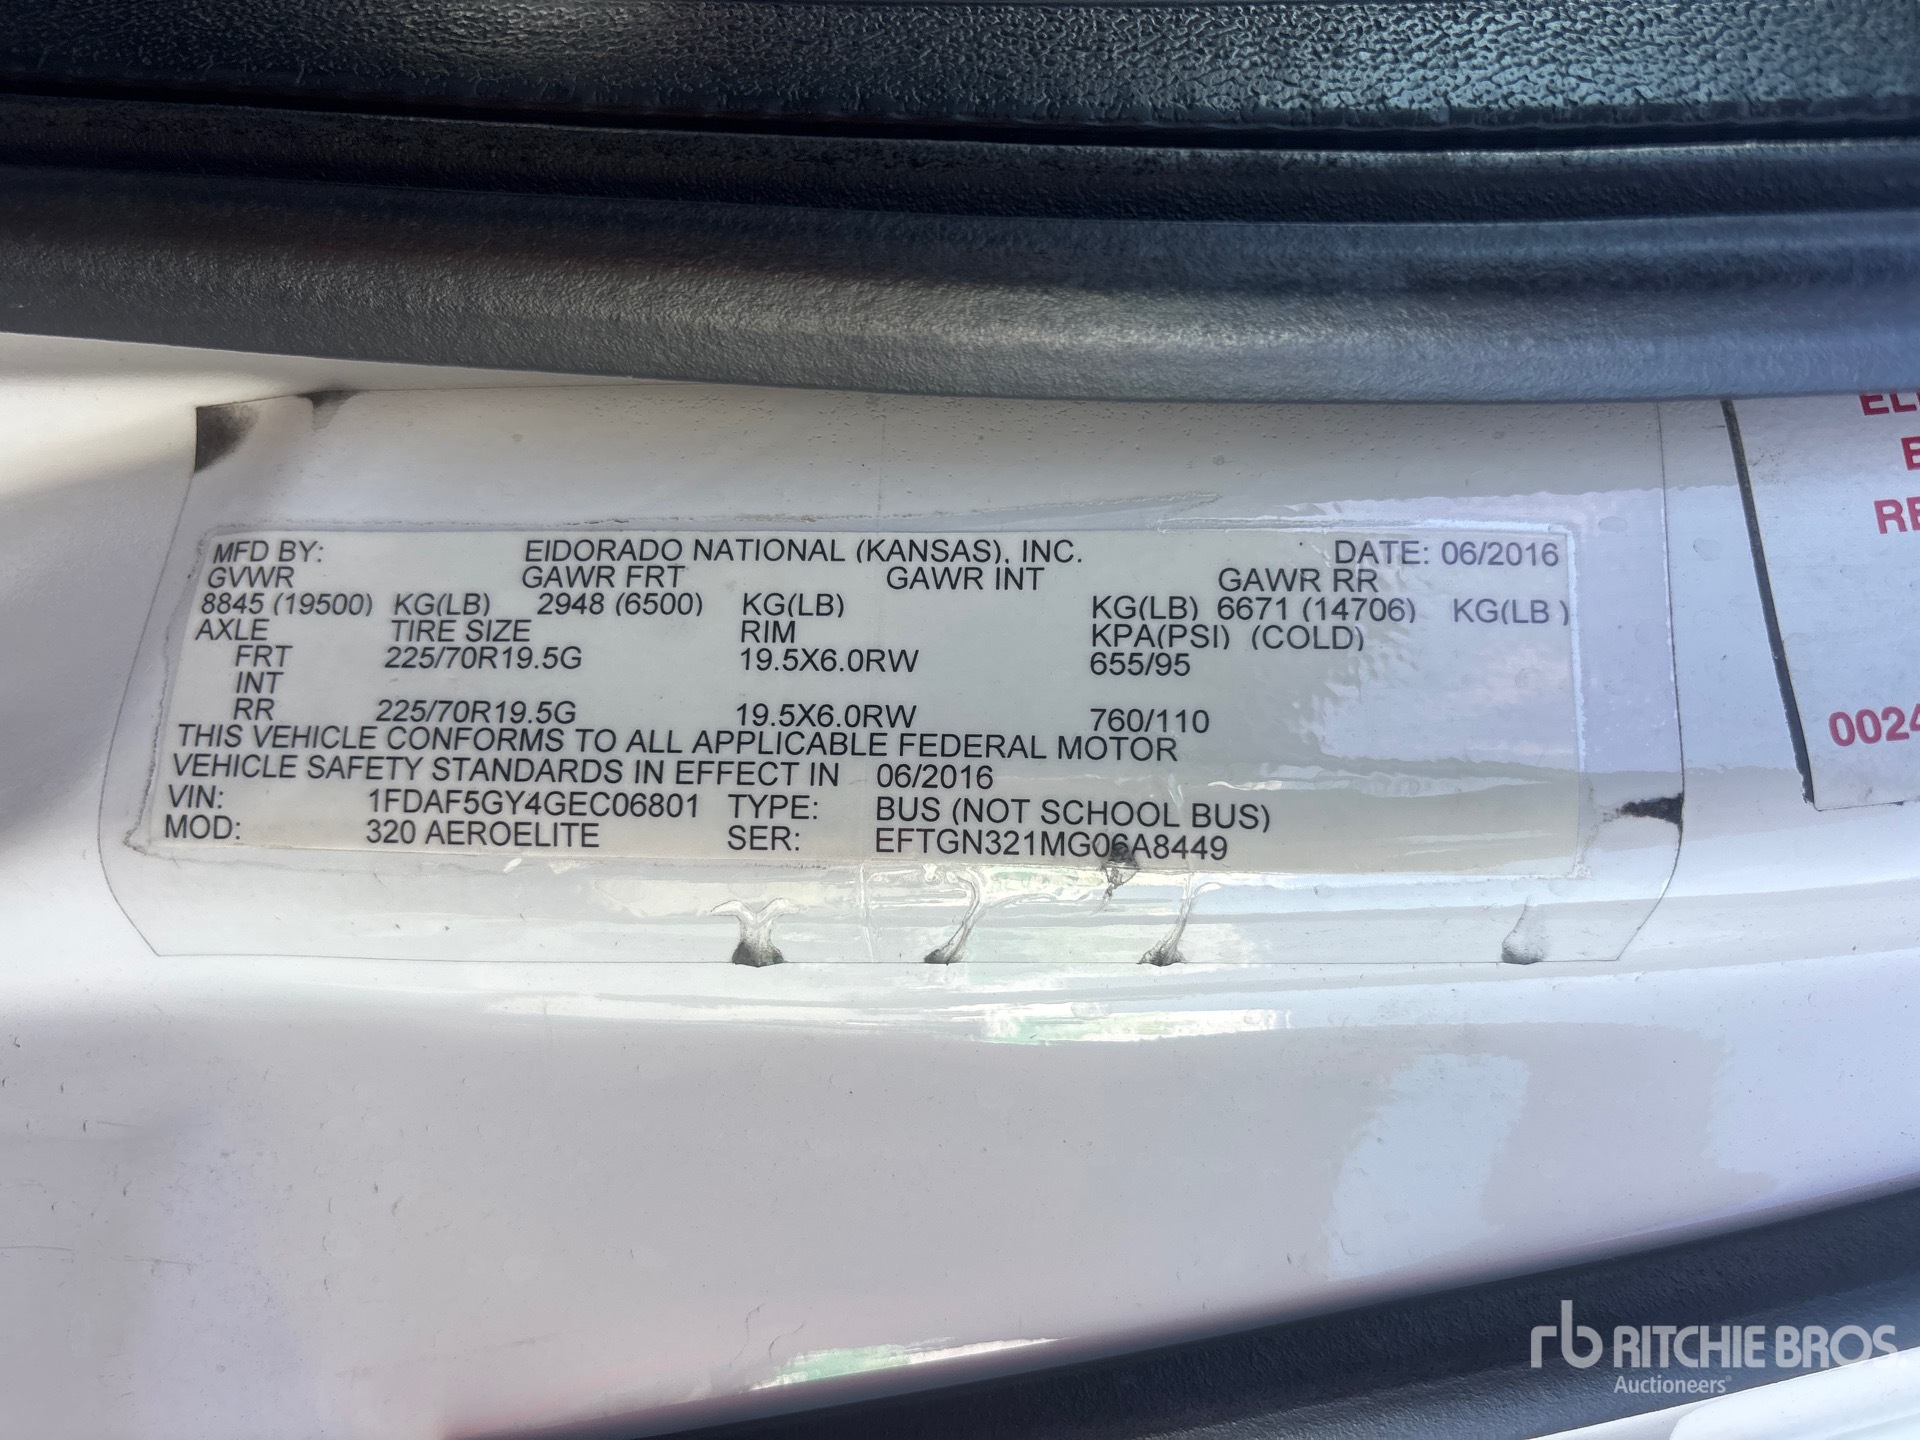 MFD BY: EIDORADO NATIONAL (KANSAS), INC. DATE: 06/2016
GVWR GAWR FRT GAWR INT GAWR RR
8845 (19500) KG(LB) 2948 (6500) KG(LB) KG(LB) 6671 (14706) KG(LB )
AXLE TIRE SIZE RIM KPA(PSI) (COLD)
FRT 225/70R19.5G 19.5X6.0RW 655/95
INT
RR 225/70R19.5G 19.5X6.0RW 760/110
THIS VEHICLE CONFORMS TO ALL APPLICABLE FEDERAL MOTOR
VEHICLE SAFETY STANDARDS IN EFFECT IN 06/2016
VIN: 1FDAF5GY4GEC06801 TYPE: BUS (NOT SCHOOL BUS)
MOD: 320 AEROELITE SER: EFTGN321MG06A8449
0024
rb RITCHIE BROS.
Auctioneers